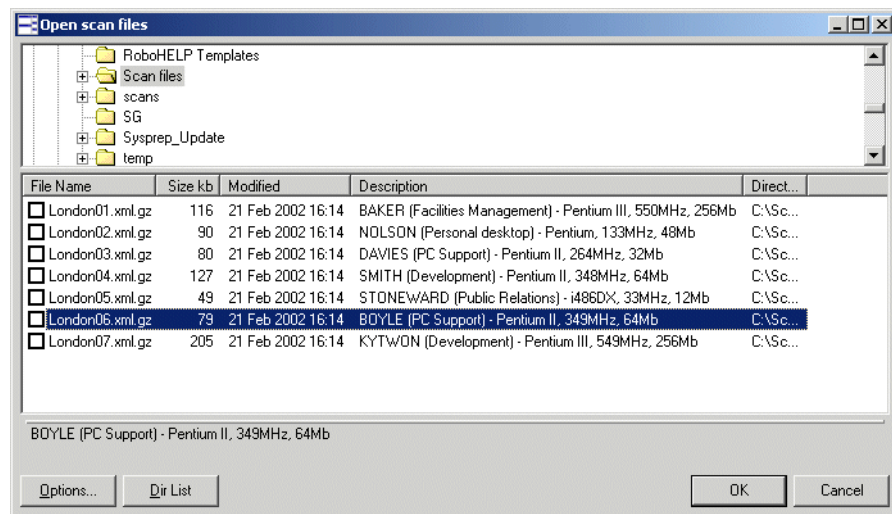 Open scan files
RoboHELP Templates
Scan files
scans
SG
Sysprep_Update
temp
File Name Size kb Modified Description Direct...
London01.xml.gz 116 21 Feb 2002 16:14 BAKER (Facilities Management) - Pentium III, 550MHz, 256Mb C:\Sc...
London02.xml.gz 90 21 Feb 2002 16:14 NOLSON (Personal desktop) - Pentium, 133MHz, 48Mb C:\Sc...
London03.xml.gz 80 21 Feb 2002 16:14 DAVIES (PC Support) - Pentium II, 264MHz, 32Mb C:\Sc...
London04.xml.gz 127 21 Feb 2002 16:14 SMITH (Development) - Pentium II, 348MHz, 64Mb C:\Sc...
London05.xml.gz 49 21 Feb 2002 16:14 STONEWARD (Public Relations) - i486DX, 33MHz, 12Mb C:\Sc...
London06.xml.gz 79 21 Feb 2002 16:14 BOYLE (PC Support) - Pentium II, 349MHz, 64Mb C:\Sc...
London07.xml.gz 205 21 Feb 2002 16:14 KYTWON (Development) - Pentium III, 549MHz, 256Mb C:\Sc...
BOYLE (PC Support) - Pentium II, 349MHz, 64Mb
Options... Dir List OK Cancel